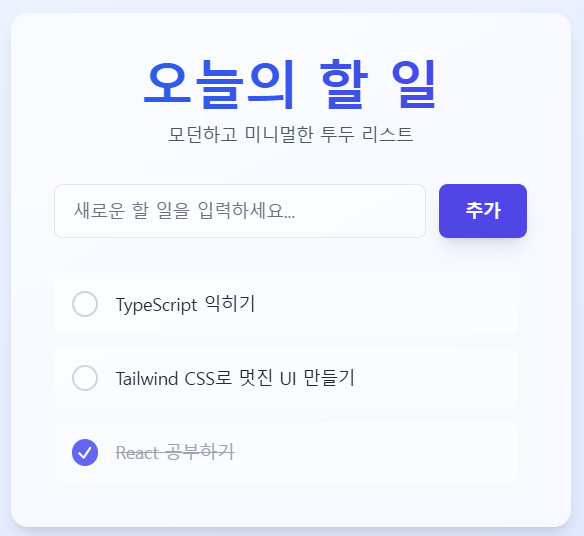 오늘의 할 일
모던하고 미니멀한 투두 리스트
새로운 할 일을 입력하세요...
추가
TypeScript 익히기
Tailwind CSS로 멋진 UI 만들기
React 공부하기